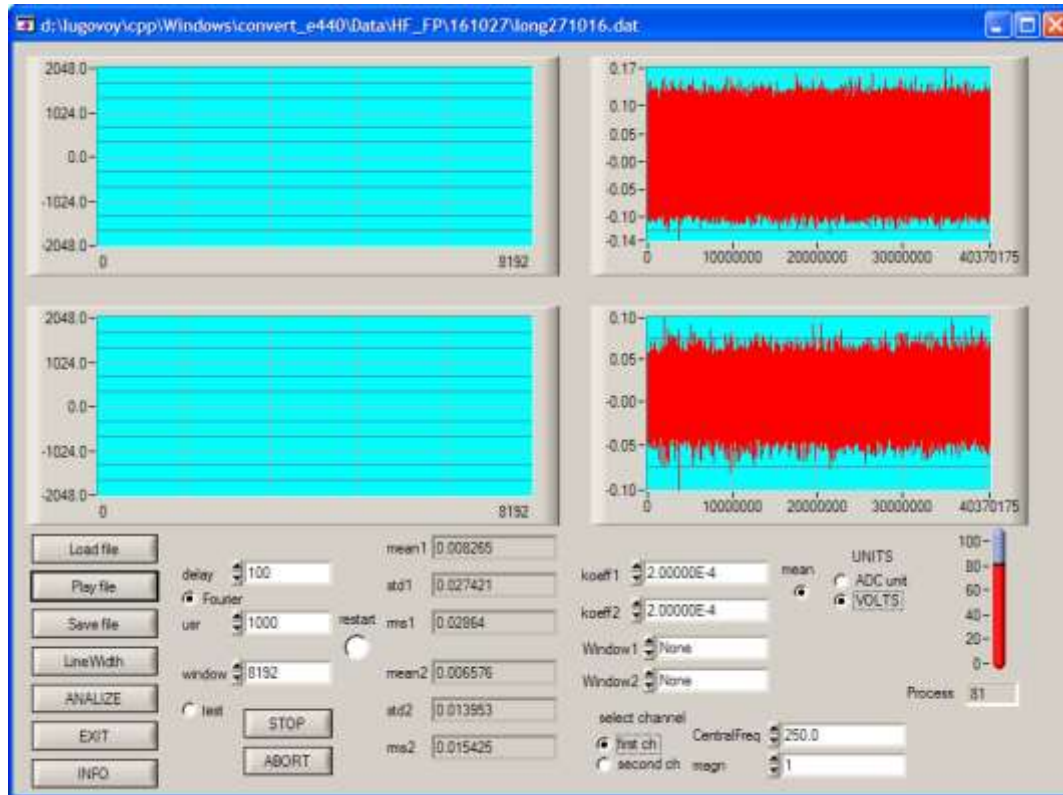 d:\lugovoy\cpp\Windows\convert_e440\Data\HF_FP\161027\long271016.dat
2048.0
1024.0
0.0
-1024.0
-2048.0
0 8192
0.17
0.10
0.05
-0.00
-0.05
-0.10
-0.14
0 10000000 20000000 30000000 40370175
2048.0
1024.0
0.0
-1024.0
-2048.0
0 8192
0.10
0.05
-0.00
-0.05
-0.10
0 10000000 20000000 30000000 40370175
Load file
Play file
Save file
LineWidth
ANALIZE
EXIT
INFO
delay 100
Fourier
usr 1000
restart
window 8192
test
STOP
ABORT
mean1 0.008265
std1 0.027421
rms1 0.02864
mean2 0.006576
std2 0.013953
rms2 0.015425
koeff1 2.00000E-4
koeff2 2.00000E-4
Window1 None
Window2 None
mean
UNITS
ADC unit
VOLTS
100
80
60
40
20
0
Process 81
select channel
first ch
second ch
CentralFreq 250.0
magn 1